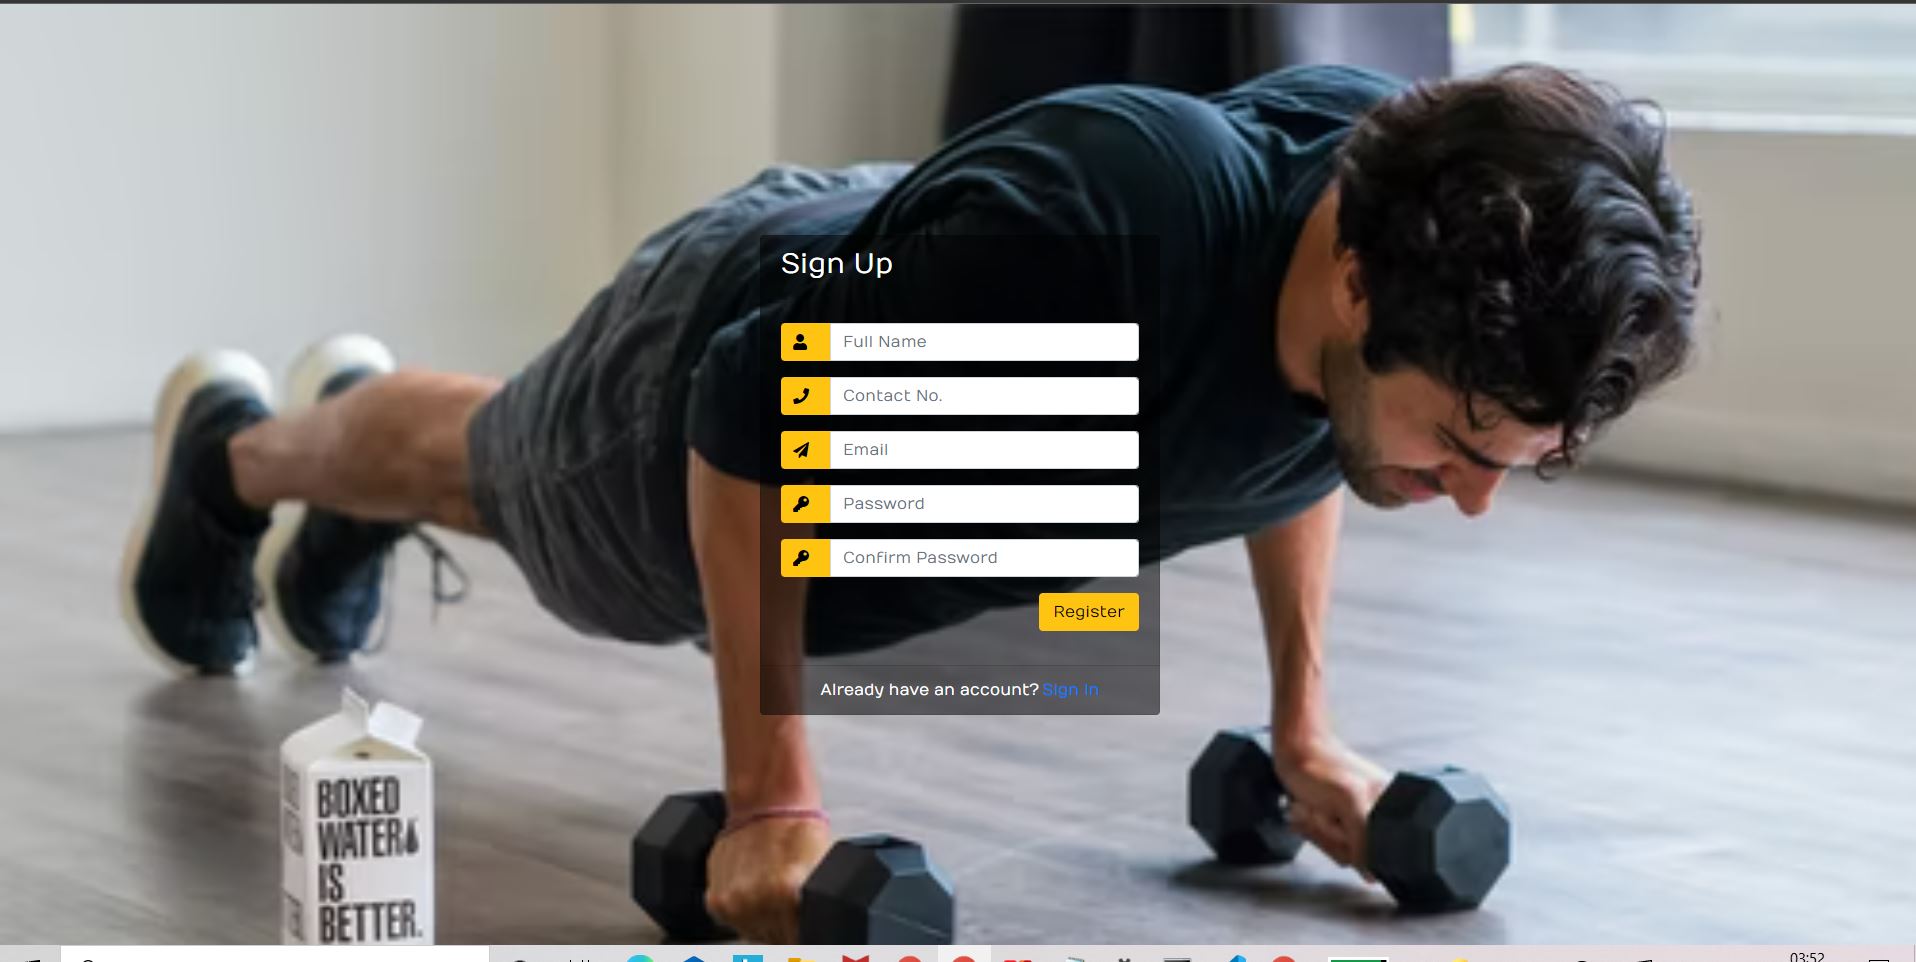 Sign Up
Full Name
Contact No.
Email
Password
Confirm Password
Register
Already have an account? Sign In
BOXED
WATER
IS
BETTER.
03:52